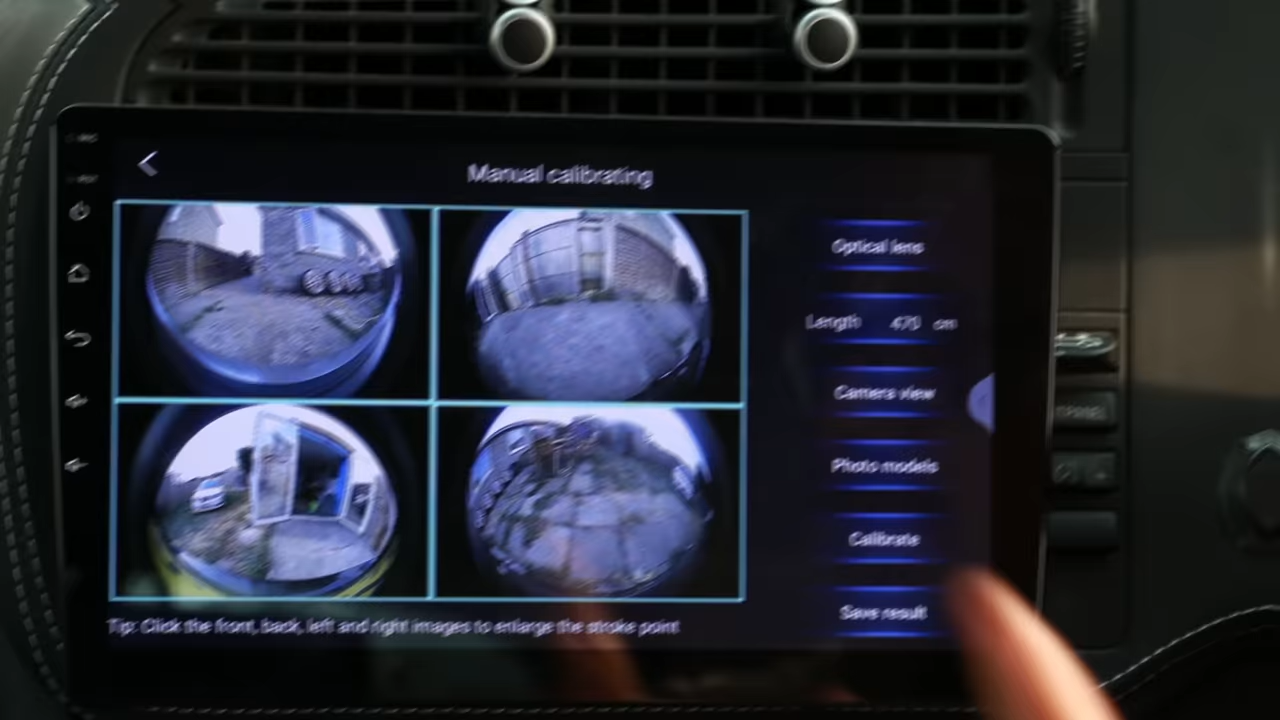 Manual calibrating
Optical lens
Length 470 cm
Camera view
Photo models
Calibrate
Save result
Tip: Click the front, back, left and right images to enlarge the stroke point